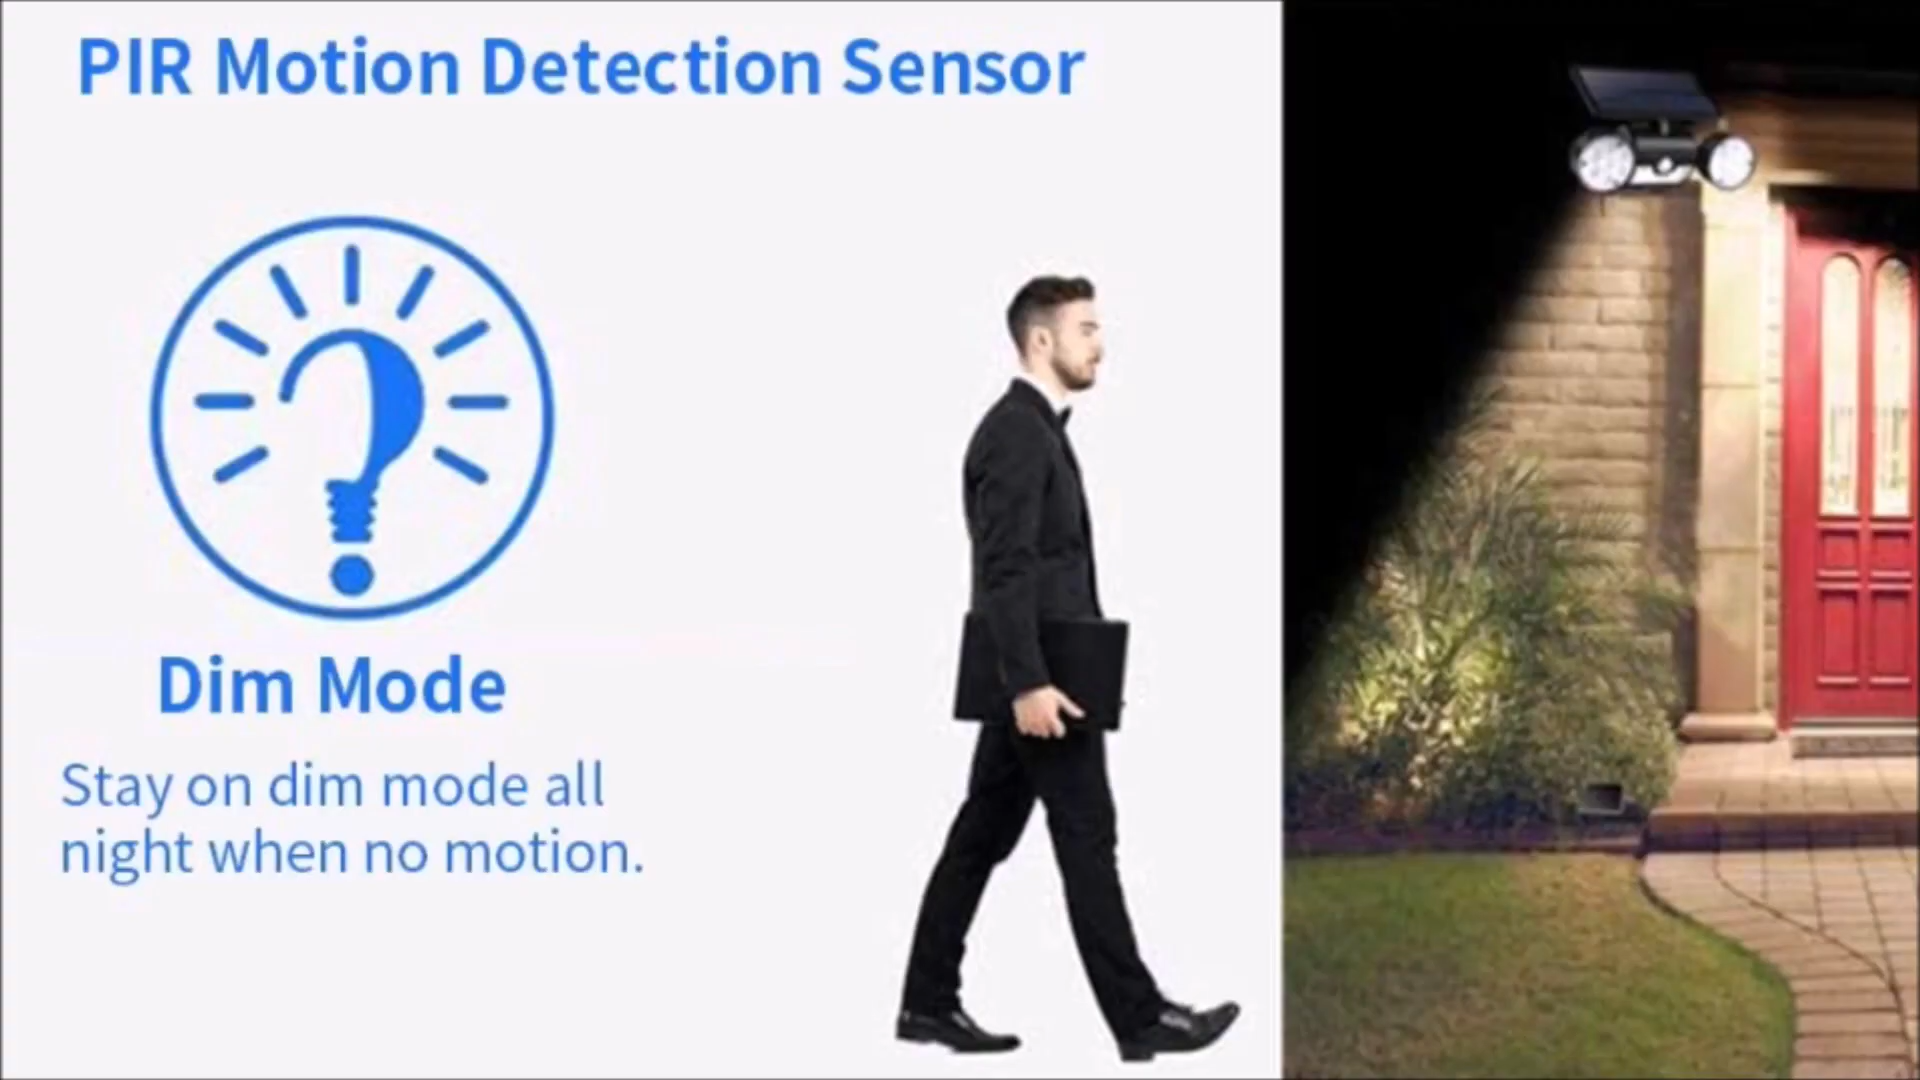 PIR Motion Detection Sensor
Dim Mode
Stay on dim mode all
night when no motion.